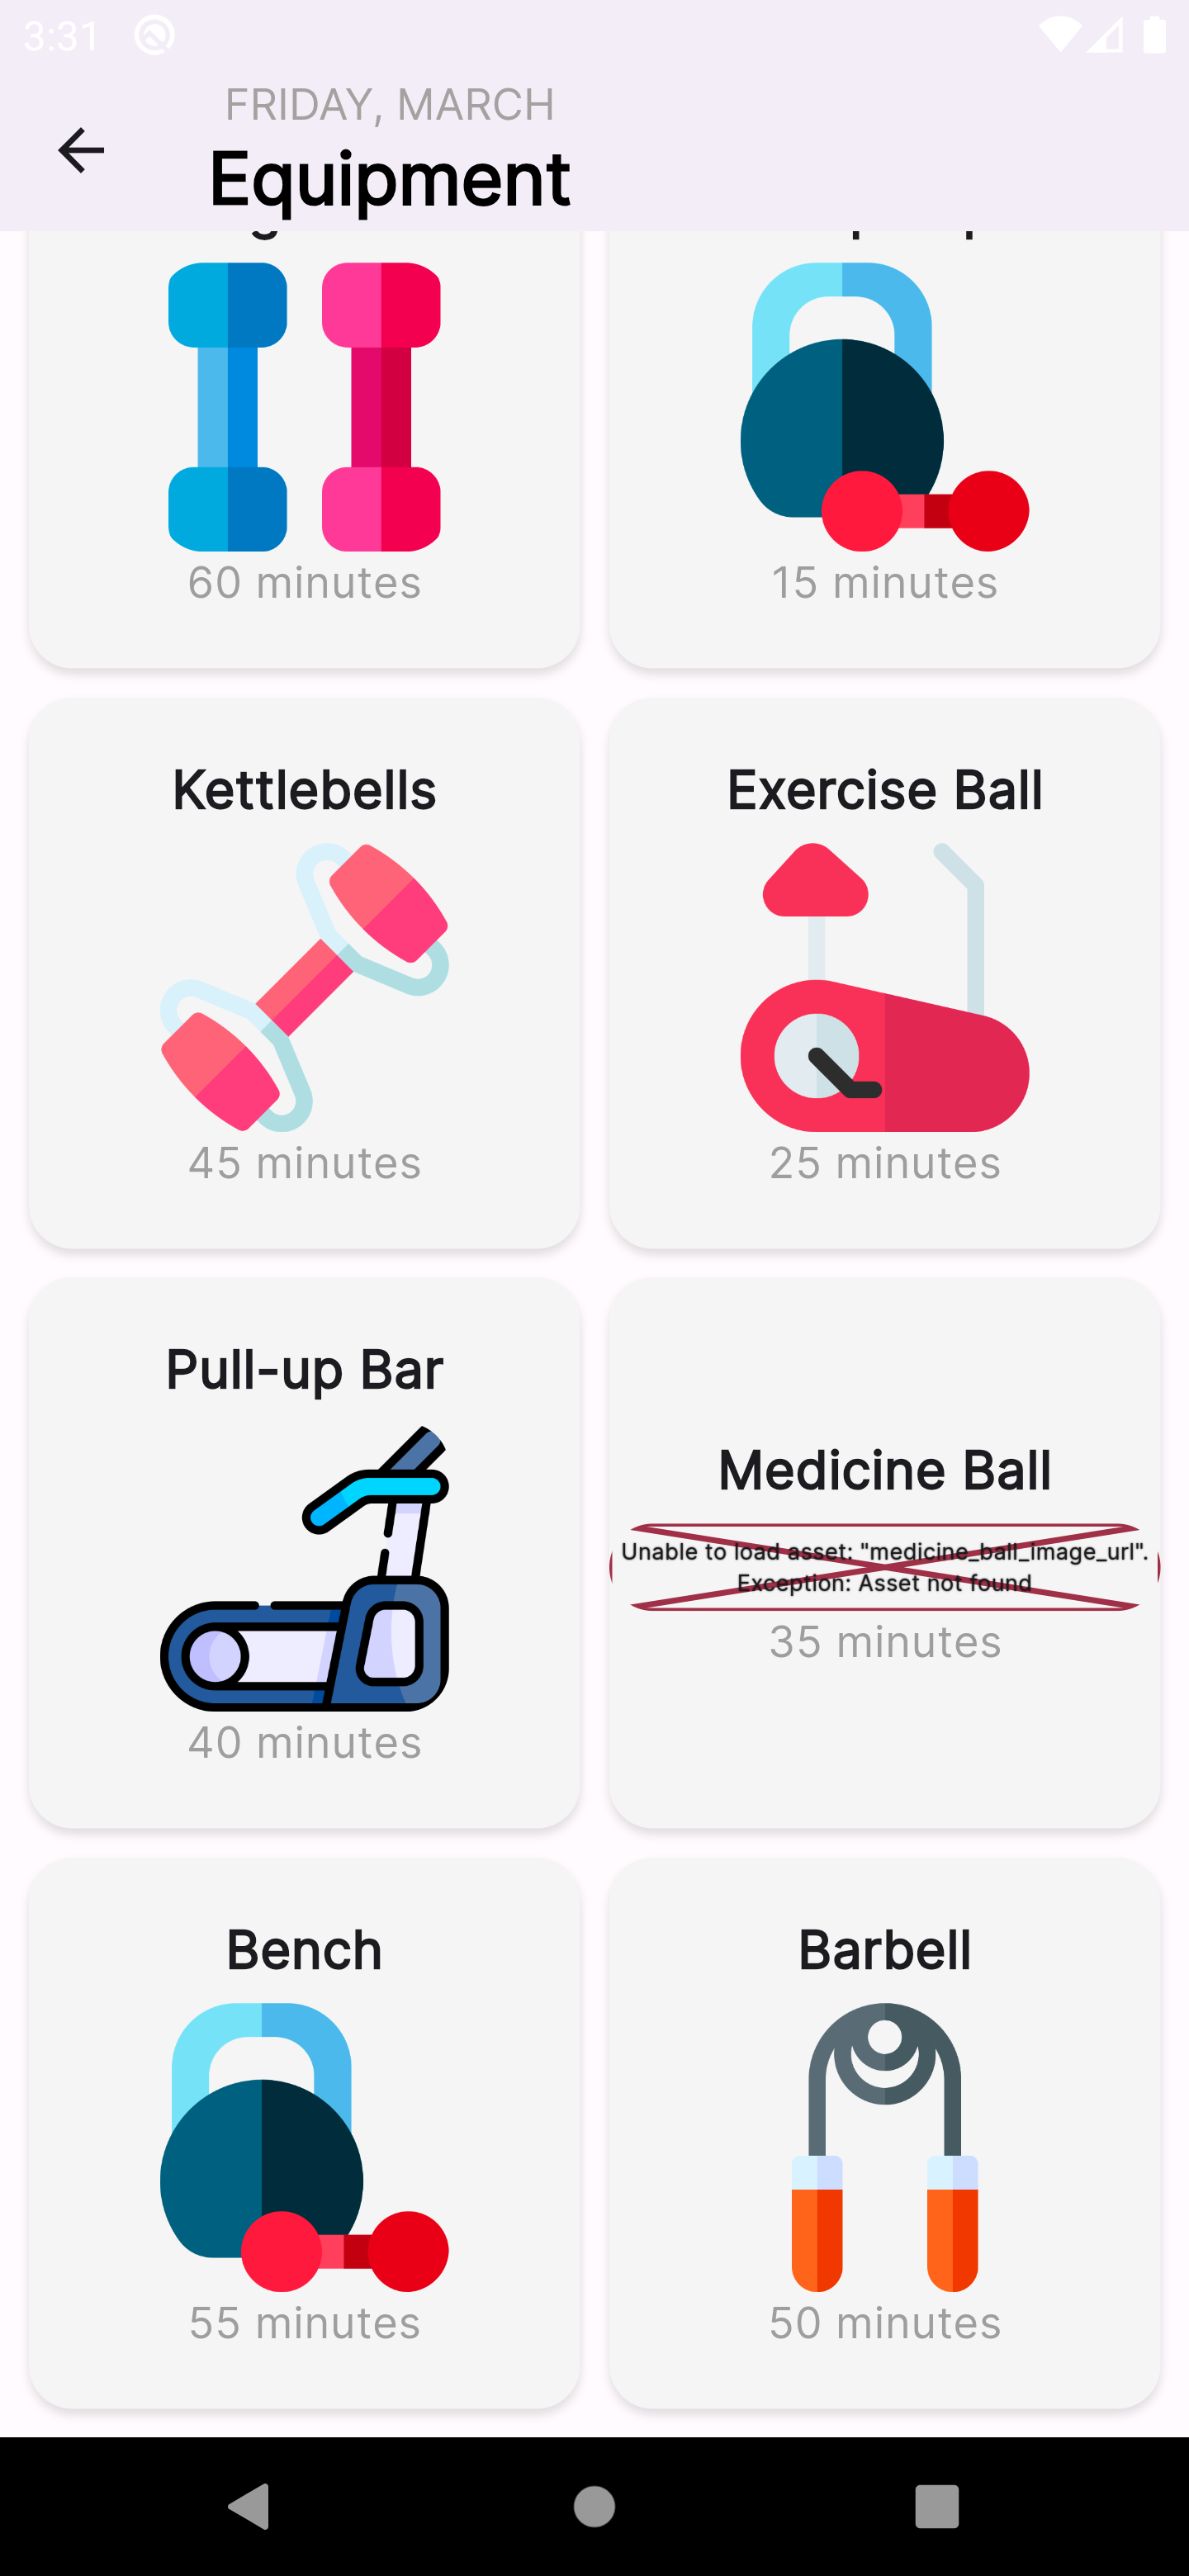 3:31
FRIDAY, MARCH
Equipment
60 minutes
15 minutes
Kettlebells
Exercise Ball
45 minutes
25 minutes
Pull-up Bar
Medicine Ball
Unable to load asset: "medicine_ball_image_url".
Exception: Asset not found
35 minutes
40 minutes
Bench
Barbell
55 minutes
50 minutes